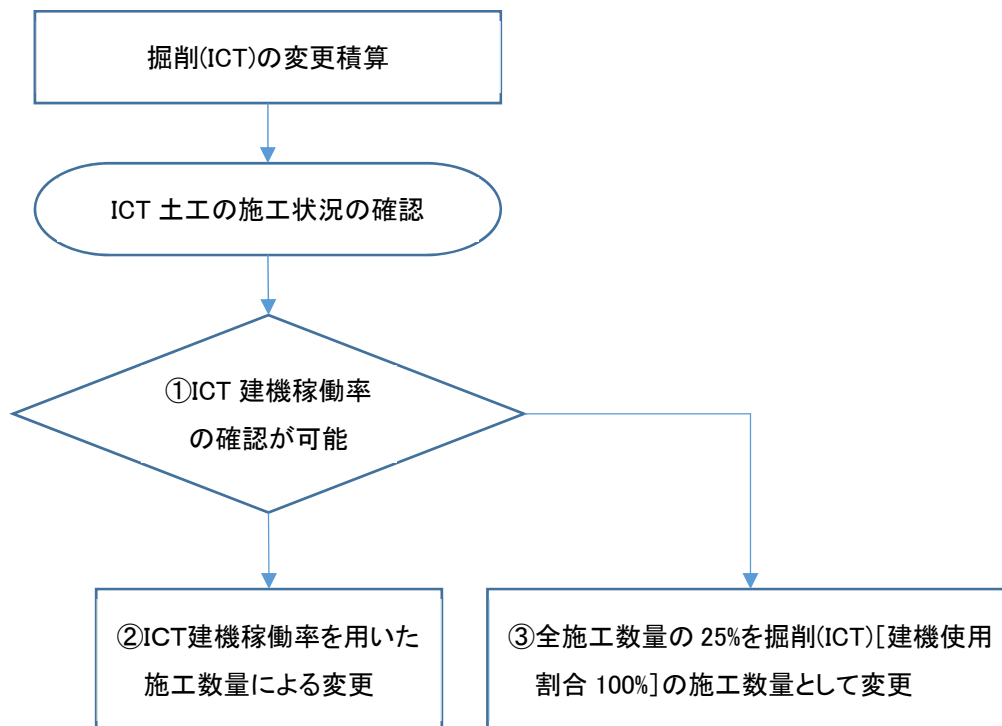 掘削(ICT)の変更積算
ICT 土工の施工状況の確認
①ICT 建機稼働率
の確認が可能
②ICT建機稼働率を用いた
施工数量による変更
③全施工数量の 25%を掘削(ICT)[建機使用
割合 100%]の施工数量として変更